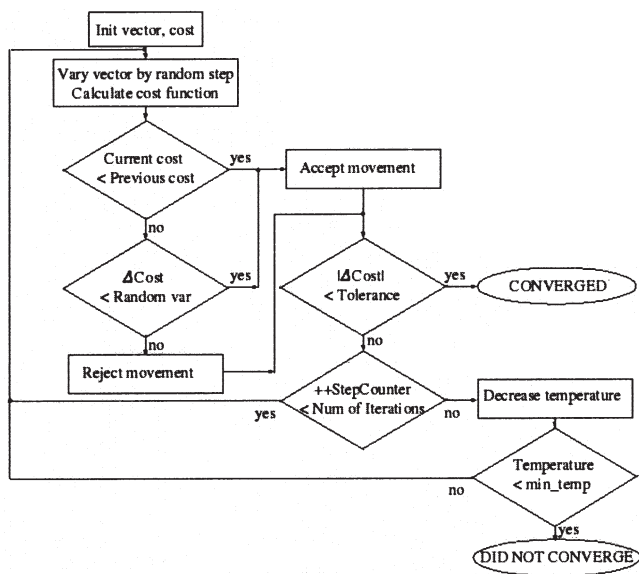 Init vector, cost
Vary vector by random step
Calculate cost function
Current cost
< Previous cost
yes
Accept movement
no
ΔCost
< Random var
yes
|ΔCost|
< Tolerance
yes
CONVERGED
no
no
Reject movement
++StepCounter
< Num of Iterations
yes
no
Decrease temperature
Temperature
< min_temp
no
yes
DID NOT CONVERGE